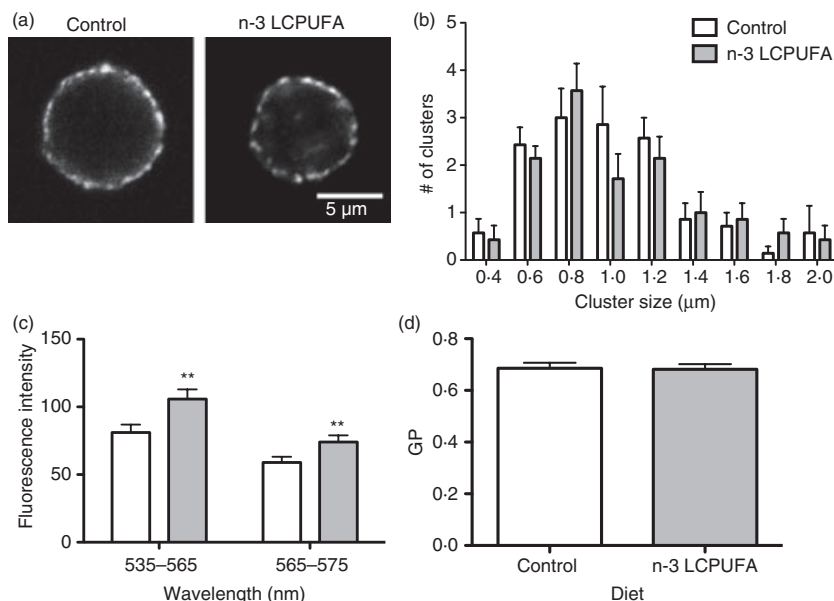 (a)
Control
n-3 LCPUFA
5 μm
(b)
5
4
3
2
1
0
# of clusters
Control
n-3 LCPUFA
0·4 0·6 0·8 1·0 1·2 1·4 1·6 1·8 2·0
Cluster size (μm)
(c)
150
100
50
0
Fluorescence intensity
**
**
535–565 565–575
Wavelength (nm)
(d)
0·8
0·6
0·4
0·2
0·0
GP
Control n-3 LCPUFA
Diet